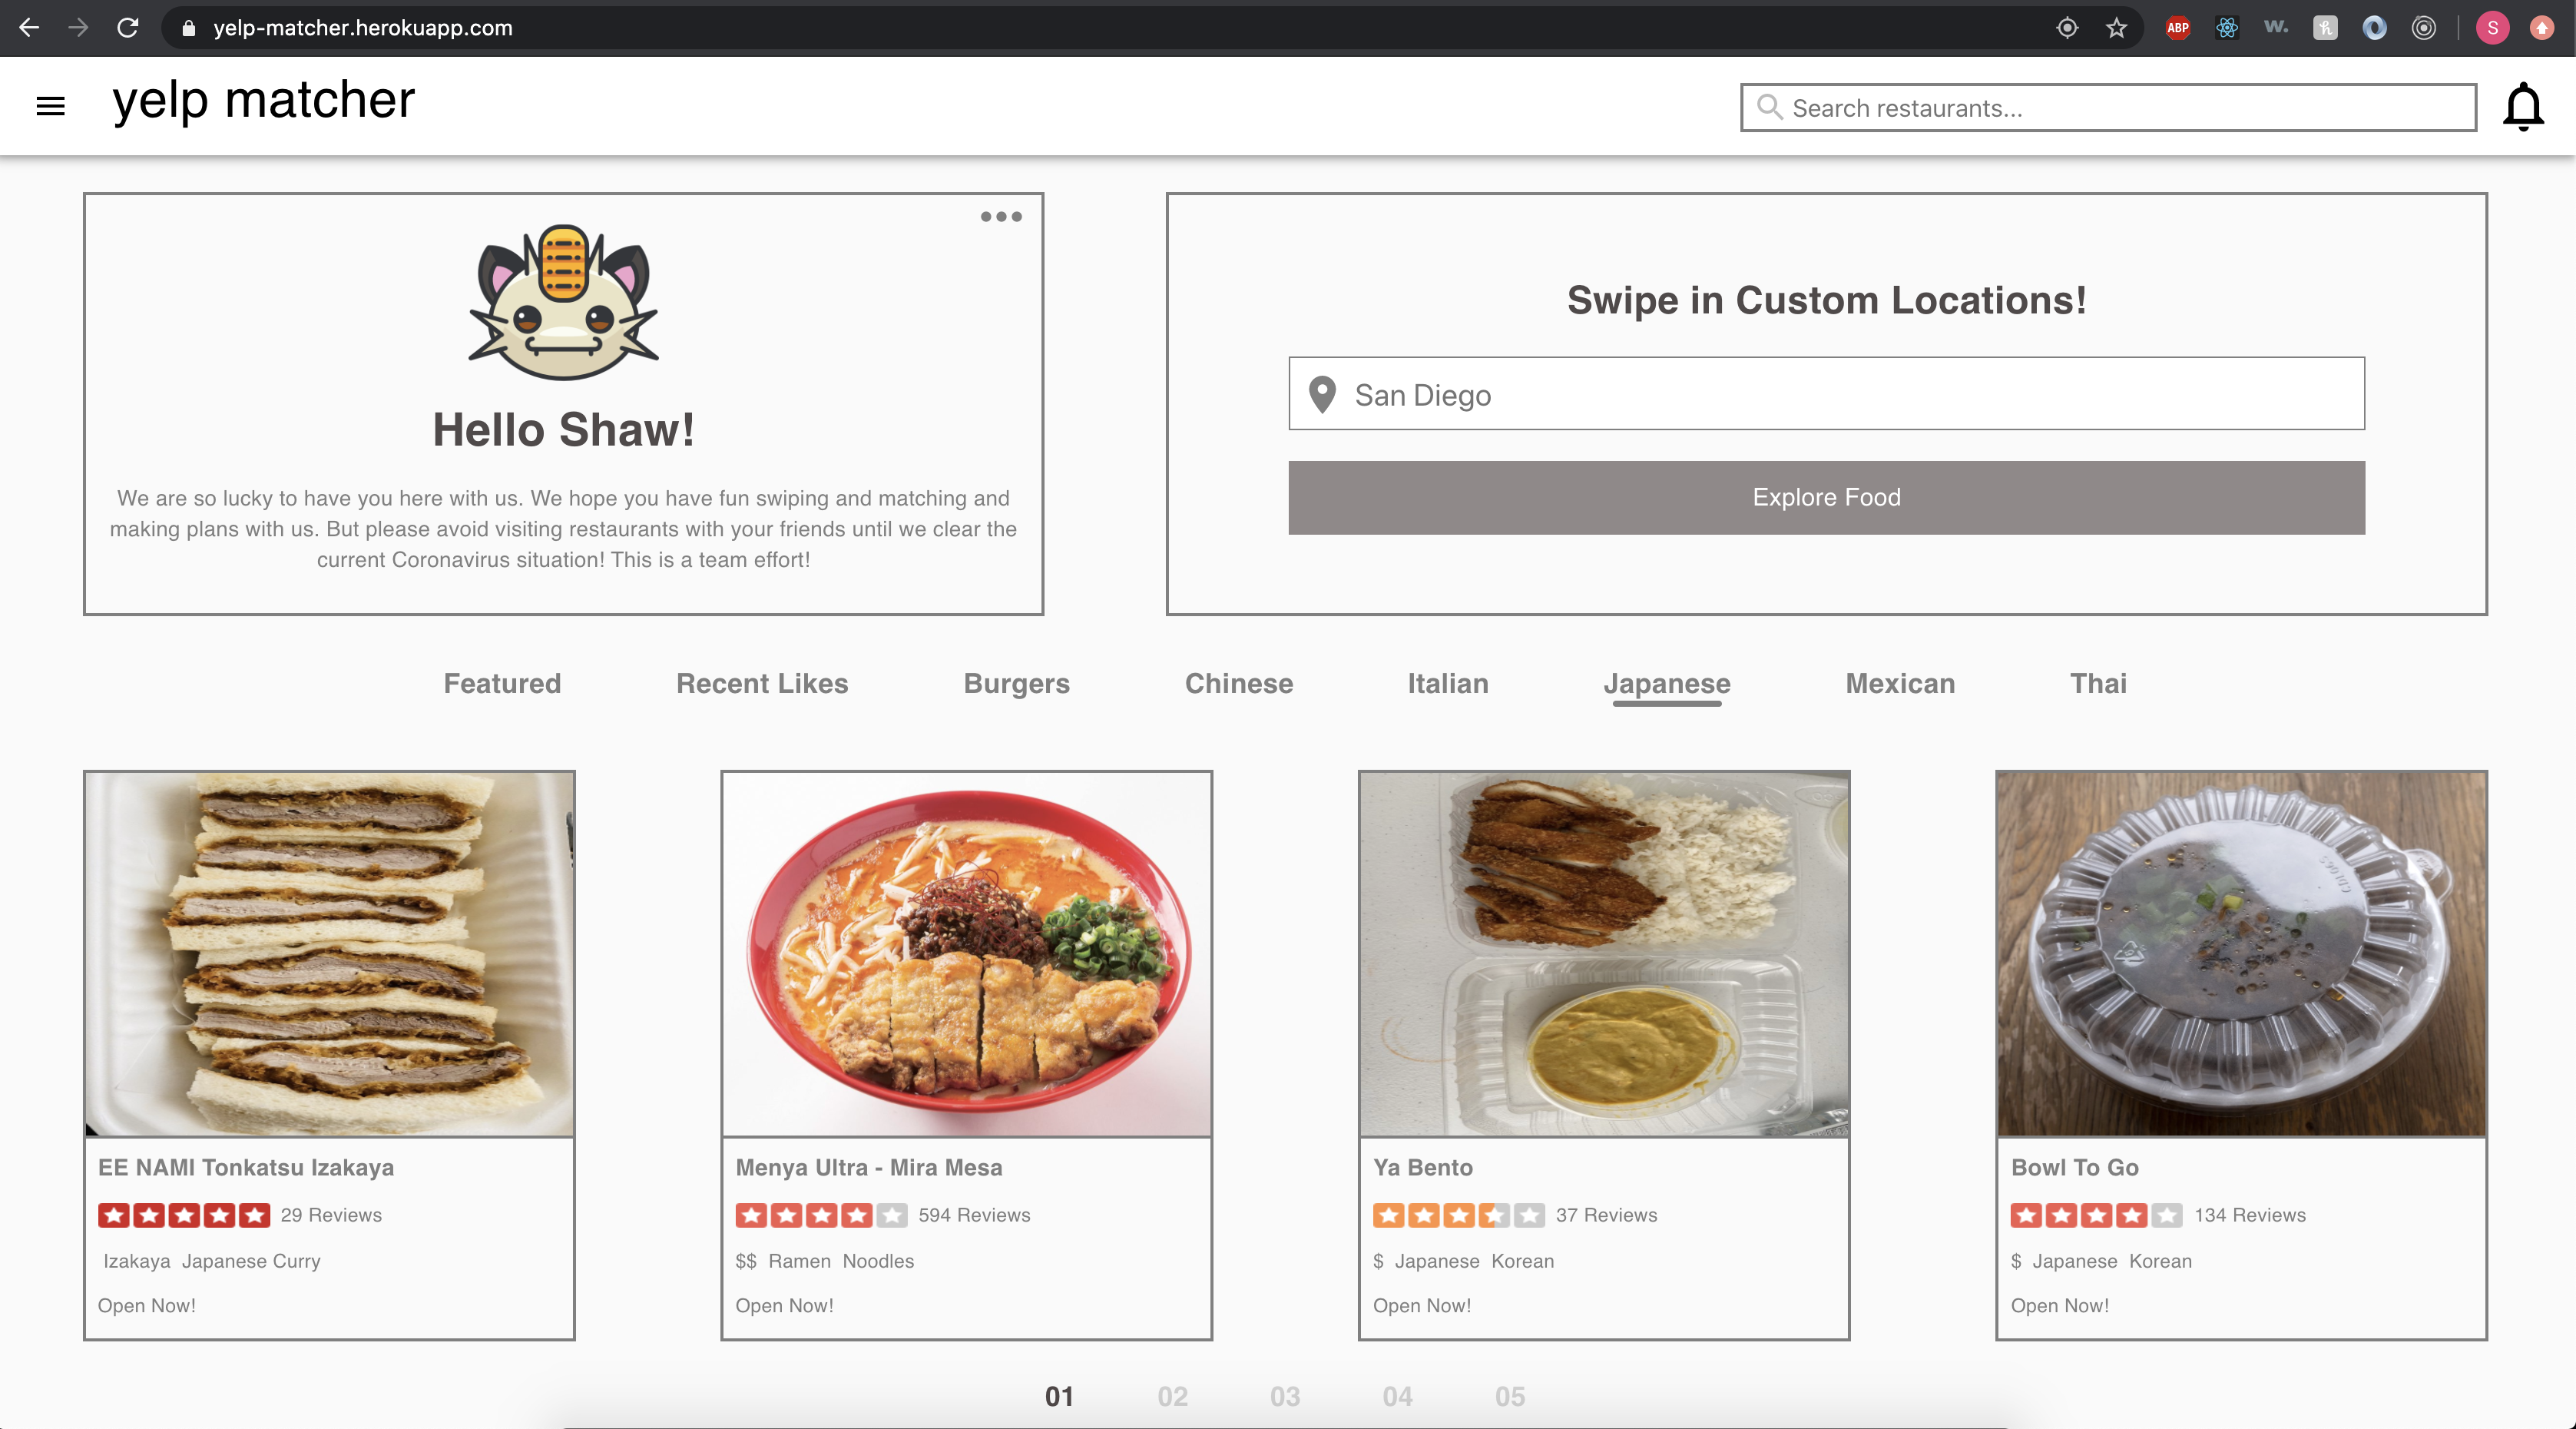 yelp-matcher.herokuapp.com
ABP
w.
h
S
yelp matcher
Search restaurants...
Hello Shaw!
We are so lucky to have you here with us. We hope you have fun swiping and matching and
making plans with us. But please avoid visiting restaurants with your friends until we clear the
current Coronavirus situation! This is a team effort!
Swipe in Custom Locations!
San Diego
Explore Food
Featured Recent Likes Burgers Chinese Italian Japanese Mexican Thai
EE NAMI Tonkatsu Izakaya
29 Reviews
Izakaya Japanese Curry
Open Now!
Menya Ultra - Mira Mesa
594 Reviews
$$ Ramen Noodles
Open Now!
Ya Bento
37 Reviews
$ Japanese Korean
Open Now!
Bowl To Go
134 Reviews
$ Japanese Korean
Open Now!
01 02 03 04 05